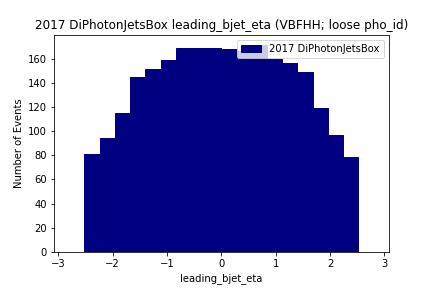 2017 DiPhotonJetsBox leading_bjet_eta (VBFHH; loose pho_id)
2017 DiPhotonJetsBox
160
140
120
100
80
60
40
20
0
Number of Events
−3 −2 −1 0 1 2 3
leading_bjet_eta